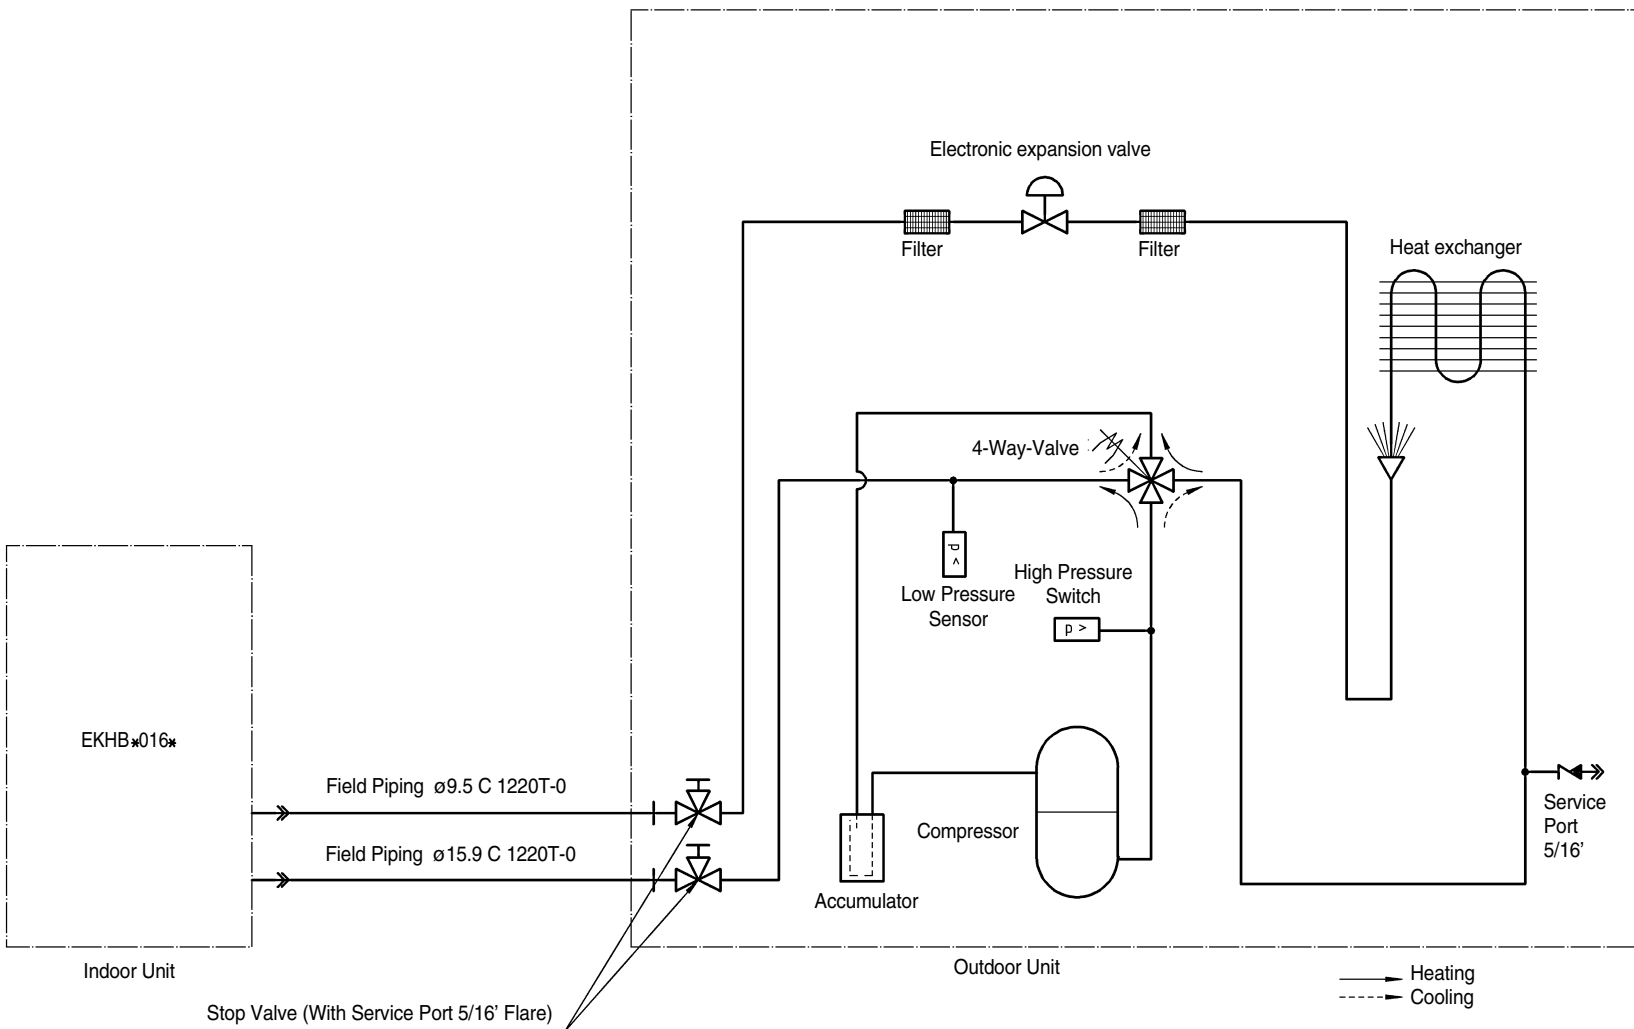 Electronic expansion valve
Filter
Filter
Heat exchanger
4-Way-Valve
p <
Low Pressure
Sensor
High Pressure
Switch
p >
EKHB*016*
Field Piping ø9.5 C 1220T-0
Field Piping ø15.9 C 1220T-0
Compressor
Accumulator
Service
Port
5/16'
Indoor Unit
Outdoor Unit
Heating
Cooling
Stop Valve (With Service Port 5/16' Flare)